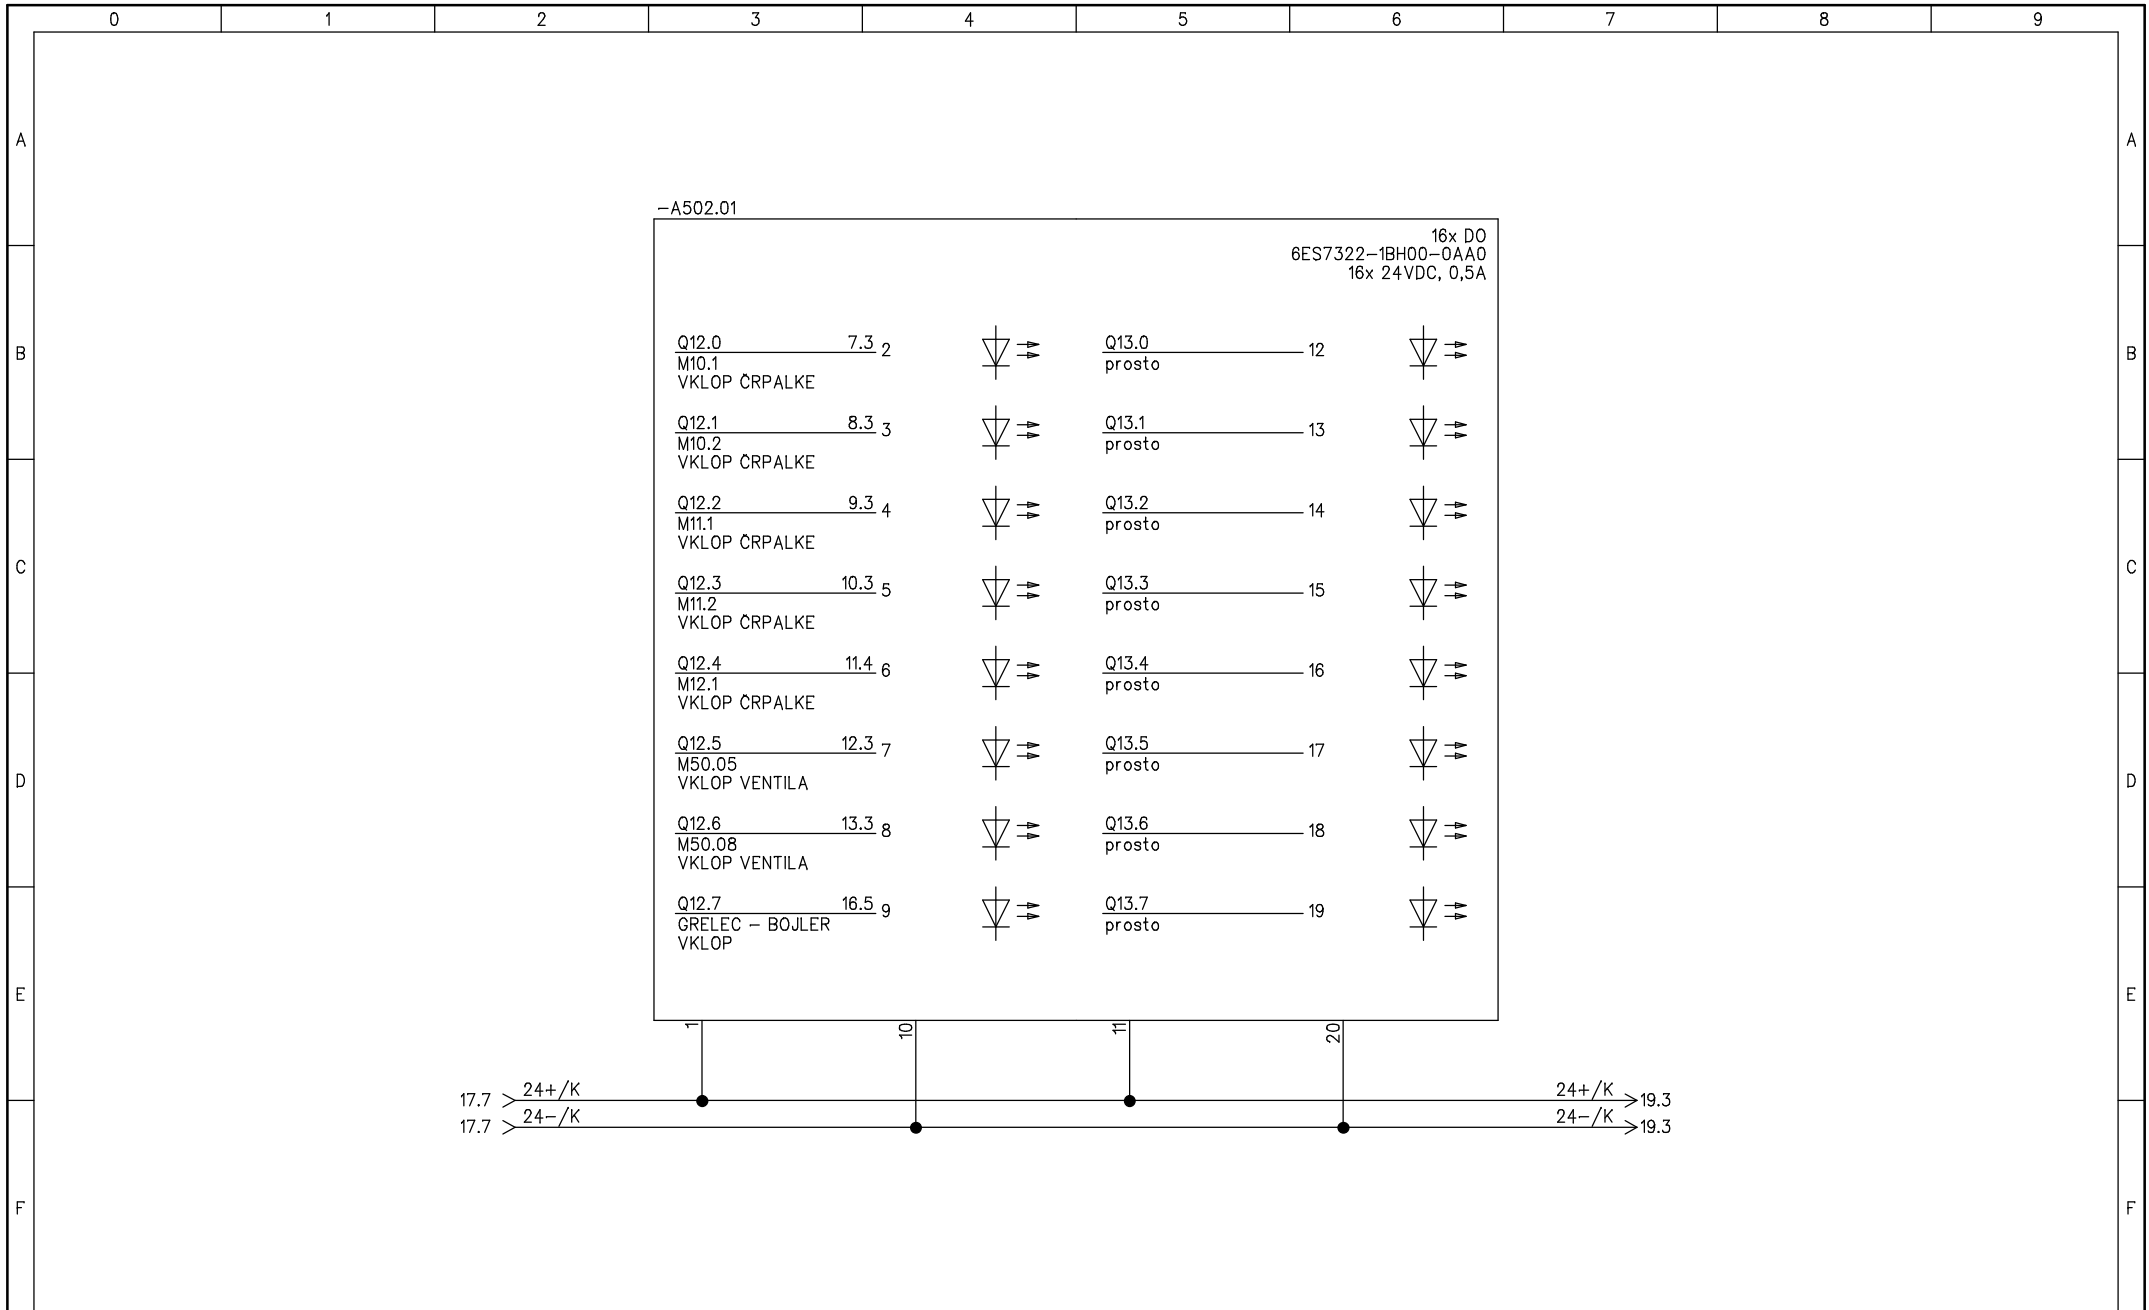 0 1 2 3 4 5 6 7 8 9
A A
-A502.01
16x DO
B B
6ES7322-1BH00-0AA0
16x 24VDC, 0,5A
Q12.0 7.3 2
M10.1
VKLOP ČRPALKE
Q13.0 12
prosto
Q12.1 8.3 3
M10.2
VKLOP ČRPALKE
Q13.1 13
prosto
Q12.2 9.3 4
M11.1
VKLOP ČRPALKE
Q13.2 14
prosto
C C
Q12.3 10.3 5
M11.2
VKLOP ČRPALKE
Q13.3 15
prosto
Q12.4 11.4 6
M12.1
VKLOP ČRPALKE
Q13.4 16
prosto
D D
Q12.5 12.3 7
M50.05
VKLOP VENTILA
Q13.5 17
prosto
Q12.6 13.3 8
M50.08
VKLOP VENTILA
Q13.6 18
prosto
Q12.7 16.5 9
GRELEC - BOJLER
VKLOP
Q13.7 19
prosto
E E
1 10 11 20
17.7 24+/K 24+/K 19.3
17.7 24-/K 24-/K 19.3
F F